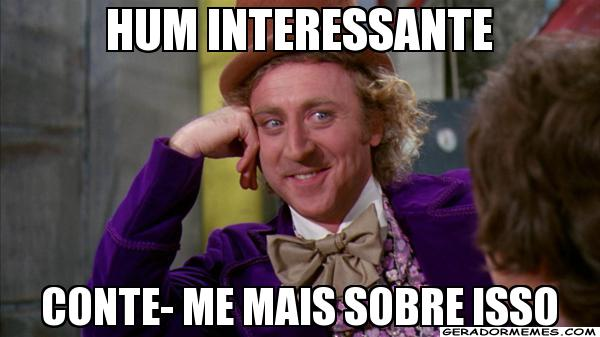 HUM INTERESSANTE
CONTE- ME MAIS SOBRE ISSO
GERADORMEMES.COM